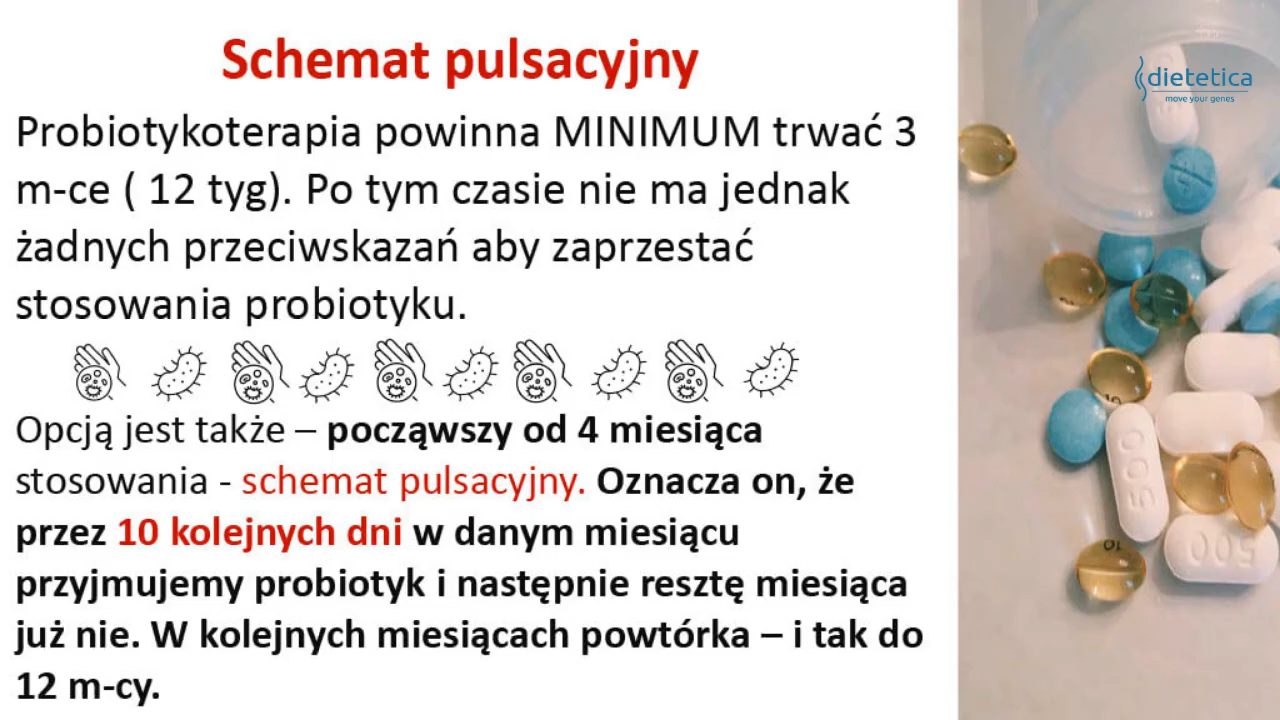 Schemat pulsacyjny
Probiotykoterapia powinna MINIMUM trwać 3
m-ce ( 12 tyg). Po tym czasie nie ma jednak
żadnych przeciwskazań aby zaprzestać
stosowania probiotyku.
Opcją jest także – począwszy od 4 miesiąca
stosowania - schemat pulsacyjny. Oznacza on, że
przez 10 kolejnych dni w danym miesiącu
przyjmujemy probiotyk i następnie resztę miesiąca
już nie. W kolejnych miesiącach powtórka – i tak do
12 m-cy.
dietetica
move your genes
10
500
500
10